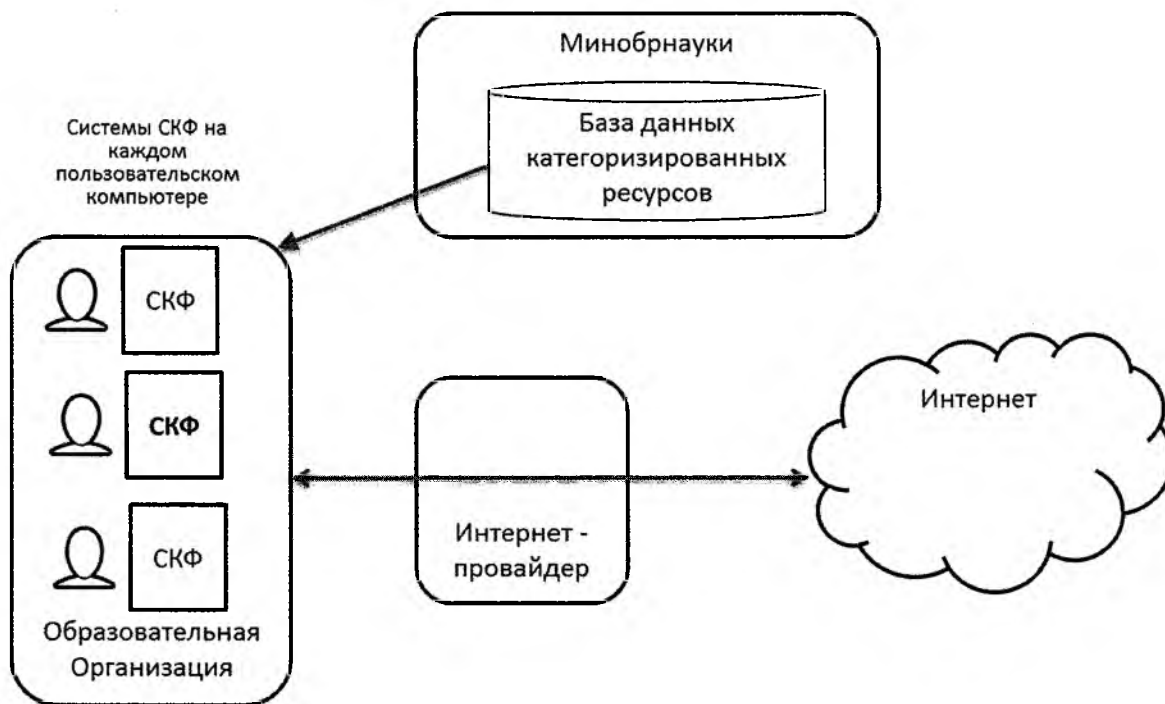 Минобрнауки
База данных
категоризированных
ресурсов
Системы СКФ на
каждом
пользовательском
компьютере
СКФ
СКФ
СКФ
Образовательная
Организация
Интернет -
провайдер
Интернет